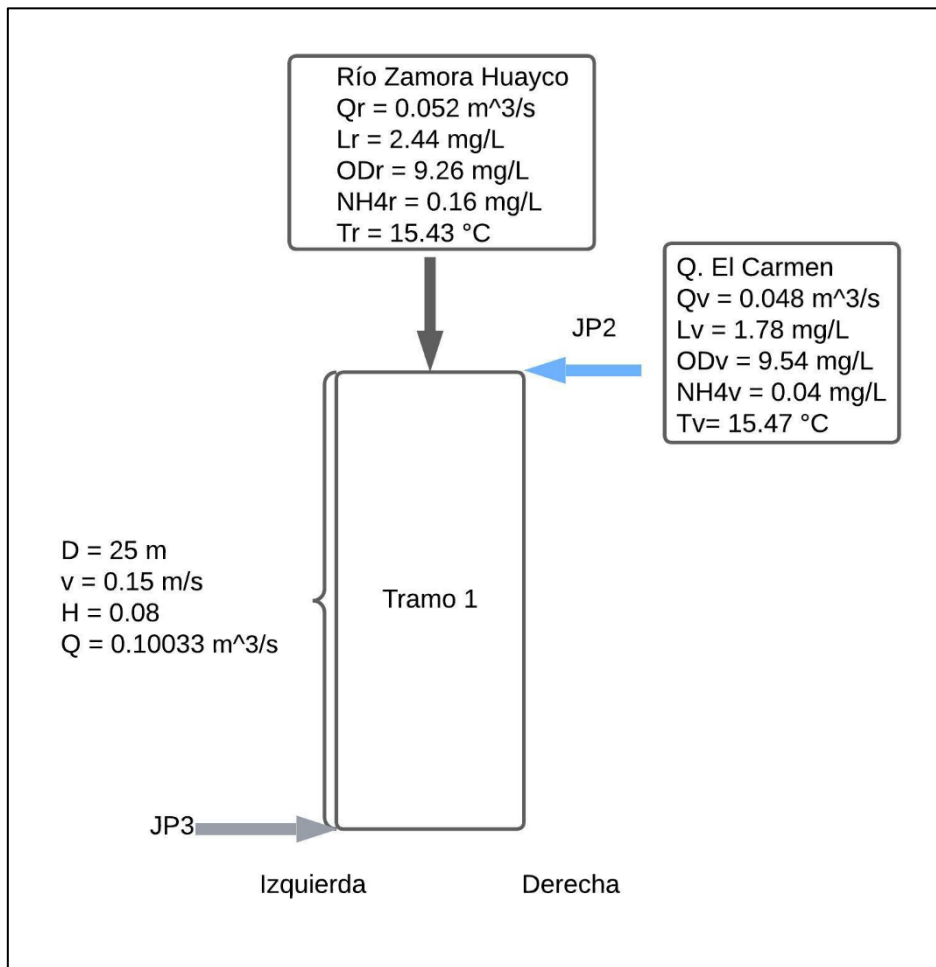 Río Zamora Huayco
Qr = 0.052 m^3/s
Lr = 2.44 mg/L
ODr = 9.26 mg/L
NH4r = 0.16 mg/L
Tr = 15.43 °C
Q. El Carmen
Qv = 0.048 m^3/s
Lv = 1.78 mg/L
ODv = 9.54 mg/L
NH4v = 0.04 mg/L
Tv= 15.47 °C
JP2
D = 25 m
v = 0.15 m/s
H = 0.08
Q = 0.10033 m^3/s
Tramo 1
JP3
Izquierda
Derecha